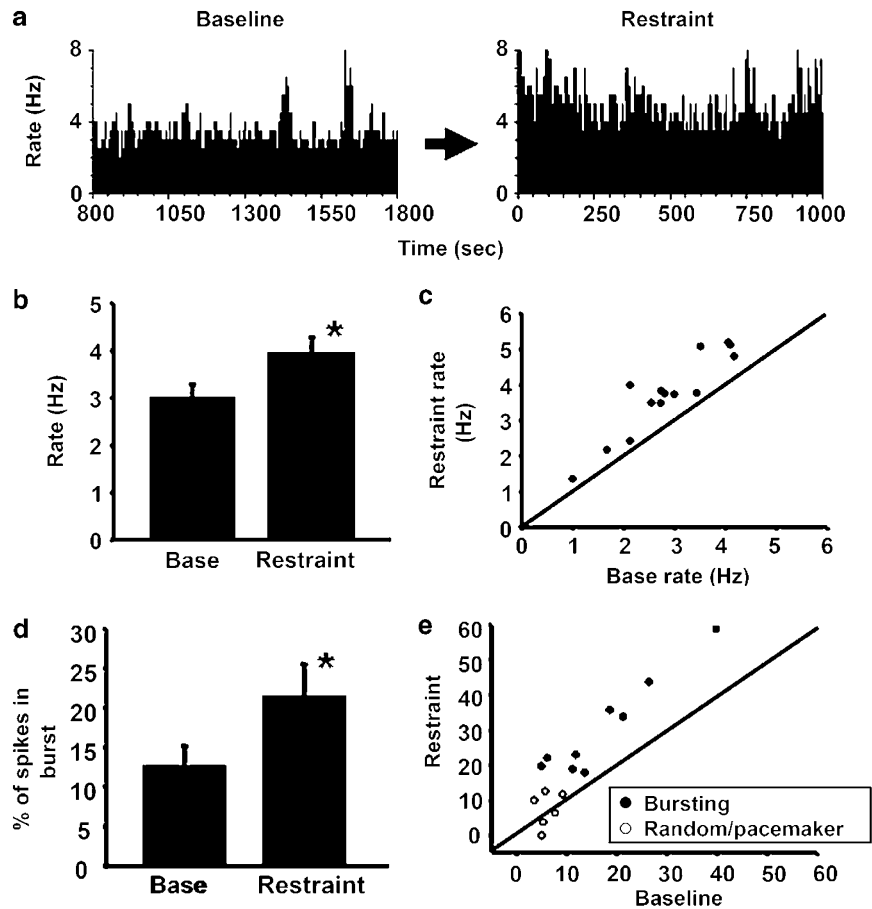 a
Baseline
Restraint
Rate (Hz)
8
4
0
800 1050 1300 1550 1800
8
4
0
0 250 500 750 1000
Time (sec)
b
Rate (Hz)
5
4
3
2
1
0
*
Base Restraint
c
Restraint rate
(Hz)
6
5
4
3
2
1
0
0 1 2 3 4 5 6
Base rate (Hz)
d
% of spikes in
burst
30
25
20
15
10
5
0
*
Base Restraint
e
Restraint
60
50
40
30
20
10
0
Bursting
Random/pacemaker
0 10 20 30 40 60
Baseline